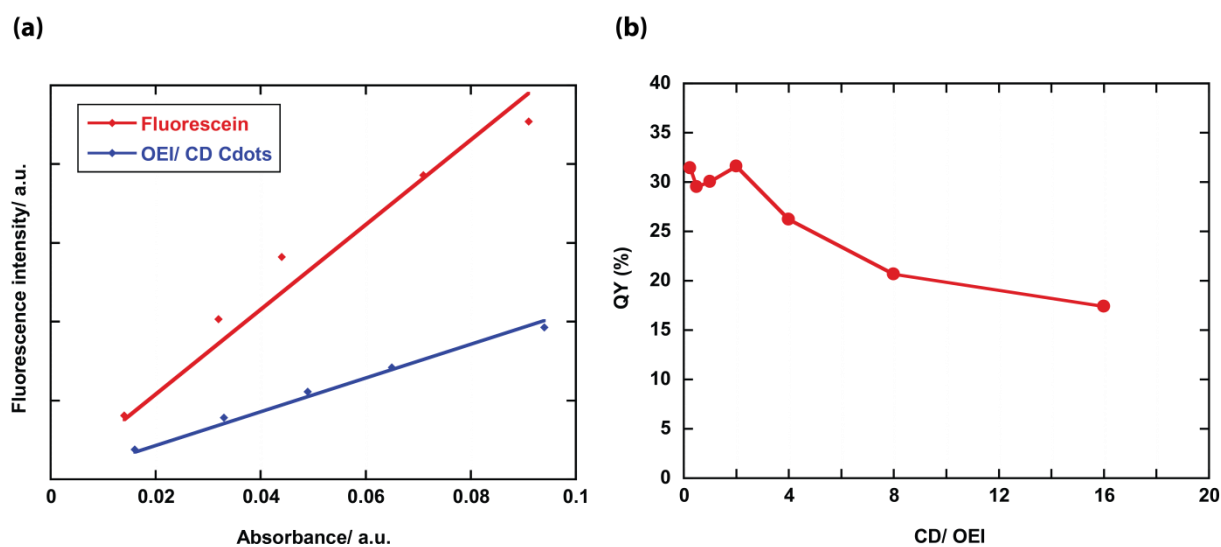 (a)
Fluorescein
OEI/ CD Cdots
Fluorescence intensity/ a.u.
0
0.02
0.04
0.06
0.08
0.1
Absorbance/ a.u.
(b)
40
35
30
25
20
15
10
5
0
QY (%)
0
4
8
12
16
20
CD/ OEI